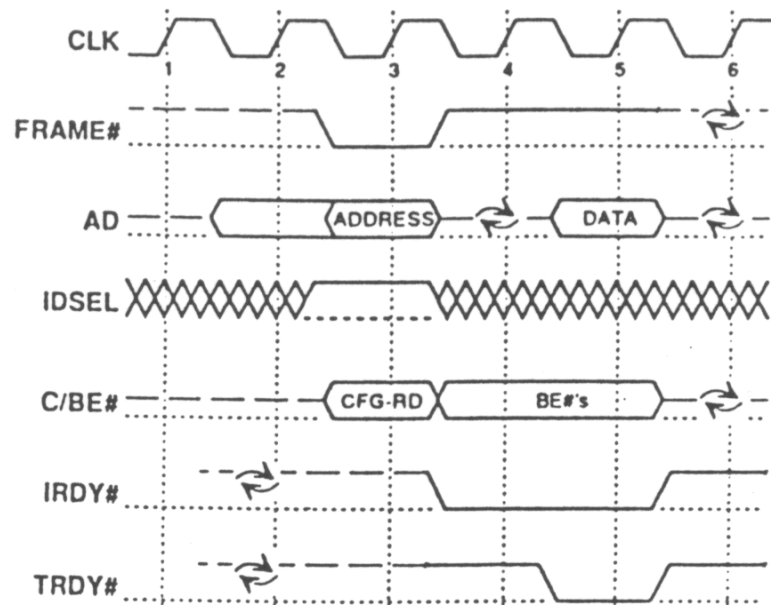 CLK
1 2 3 4 5 6
FRAME#
AD ADDRESS DATA
IDSEL
C/BE# CFG-RD BE#'s
IRDY#
TRDY#